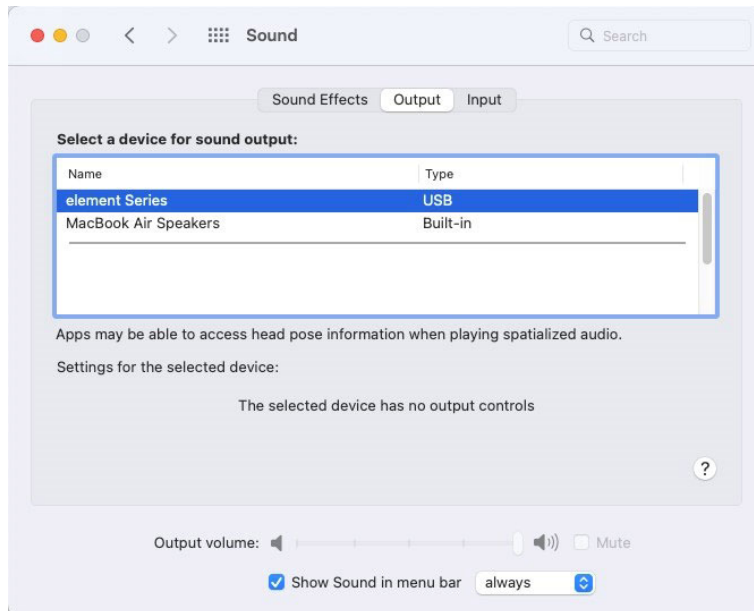 Sound
Search
Sound Effects Output Input
Select a device for sound output:
Name Type
element Series USB
MacBook Air Speakers Built-in
Apps may be able to access head pose information when playing spatialized audio.
Settings for the selected device:
The selected device has no output controls
?
Output volume: Mute
Show Sound in menu bar always